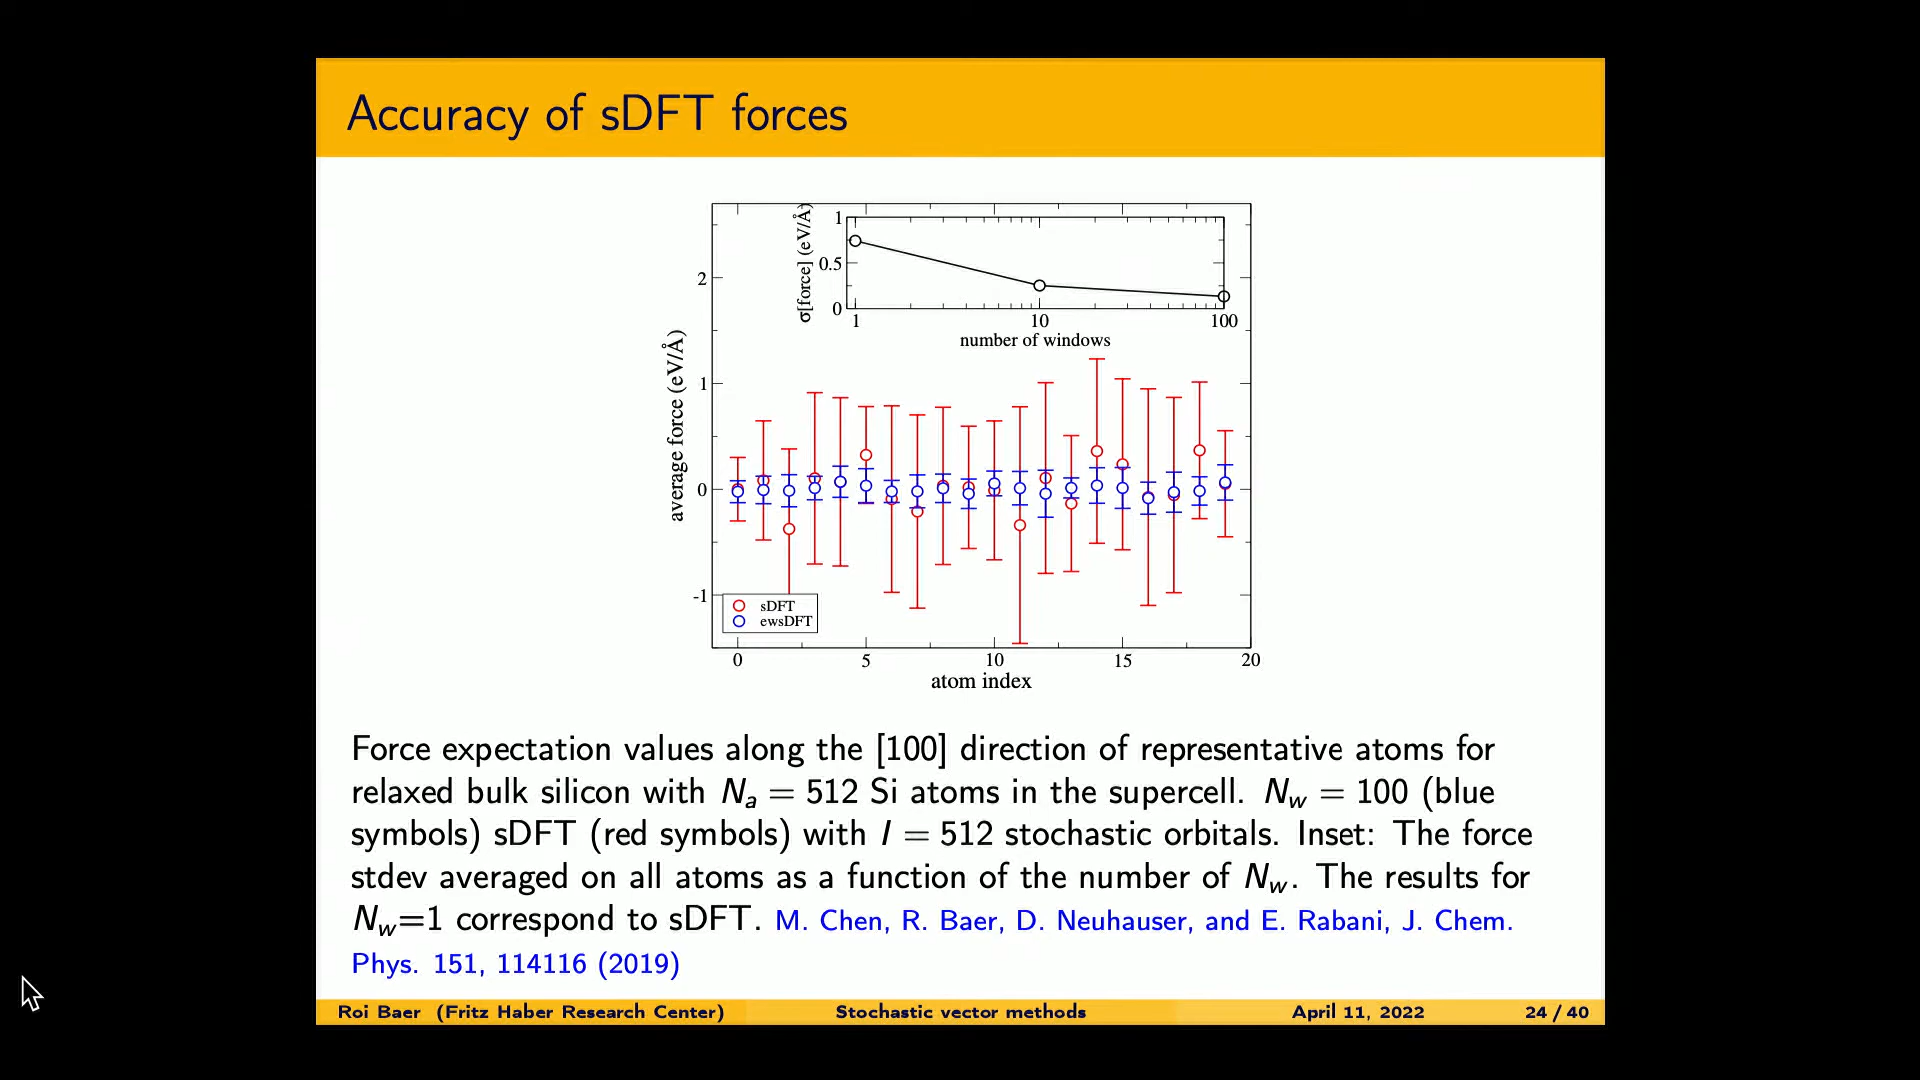 Accuracy of sDFT forces
σ[force] (eV/Å)
1
0.5
0
1 10 100
number of windows
average force (eV/Å)
2
1
0
-1
sDFT
ewsDFT
0 5 10 15 20
atom index
Force expectation values along the [100] direction of representative atoms for
relaxed bulk silicon with Nₐ = 512 Si atoms in the supercell. N_w = 100 (blue
symbols) sDFT (red symbols) with I = 512 stochastic orbitals. Inset: The force
stdev averaged on all atoms as a function of the number of N_w. The results for
N_w=1 correspond to sDFT. M. Chen, R. Baer, D. Neuhauser, and E. Rabani, J. Chem.
Phys. 151, 114116 (2019)
Roi Baer (Fritz Haber Research Center) Stochastic vector methods April 11, 2022 24 / 40